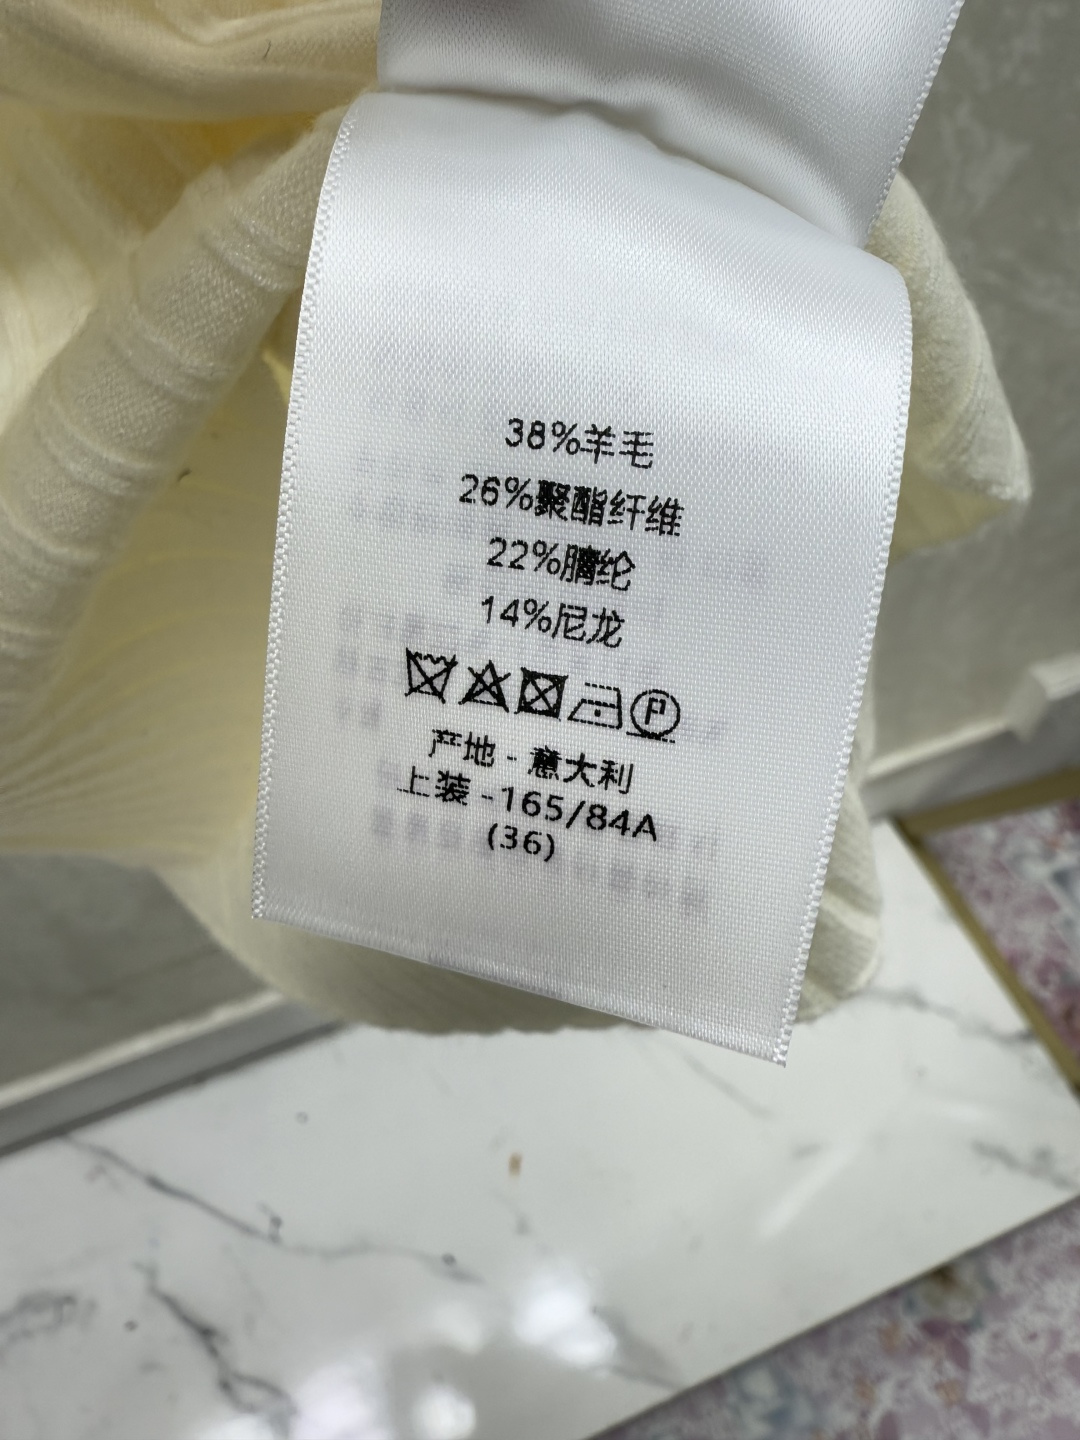 38%羊毛
26%聚酯纤维
22%腈纶
14%尼龙
P
产地 - 意大利
上装 -165/84A
(36)